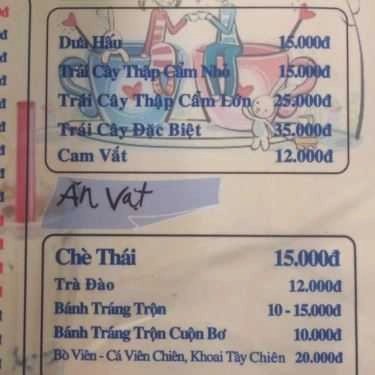 Dưa Hấu 15.000đ
Trái Cây Thập Cẩm Nhỏ 15.000đ
Trái Cây Thập Cẩm Lớn 25.000đ
Trái Cây Đặc Biệt 35.000đ
Cam Vắt 12.000đ
Ăn Vặt
Chè Thái 15.000đ
Trà Đào 12.000đ
Bánh Tráng Trộn 10 - 15.000đ
Bánh Tráng Trộn Cuộn Bơ 10.000đ
Bò Viên - Cá Viên Chiên, Khoai Tây Chiên 20.000đ